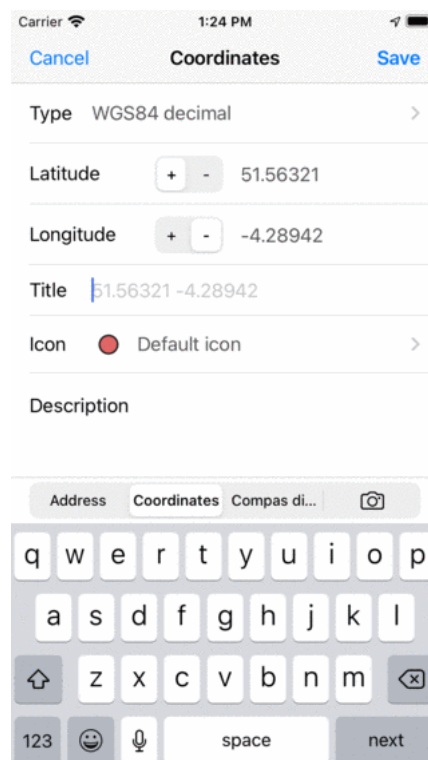 Carrier 1:24 PM
Cancel Coordinates Save
Type WGS84 decimal
Latitude + - 51.56321
Longitude + - -4.28942
Title 51.56321 -4.28942
Icon Default icon
Description
Address Coordinates Compas di...
q w e r t y u i o p
a s d f g h j k l
z x c v b n m
123 space next